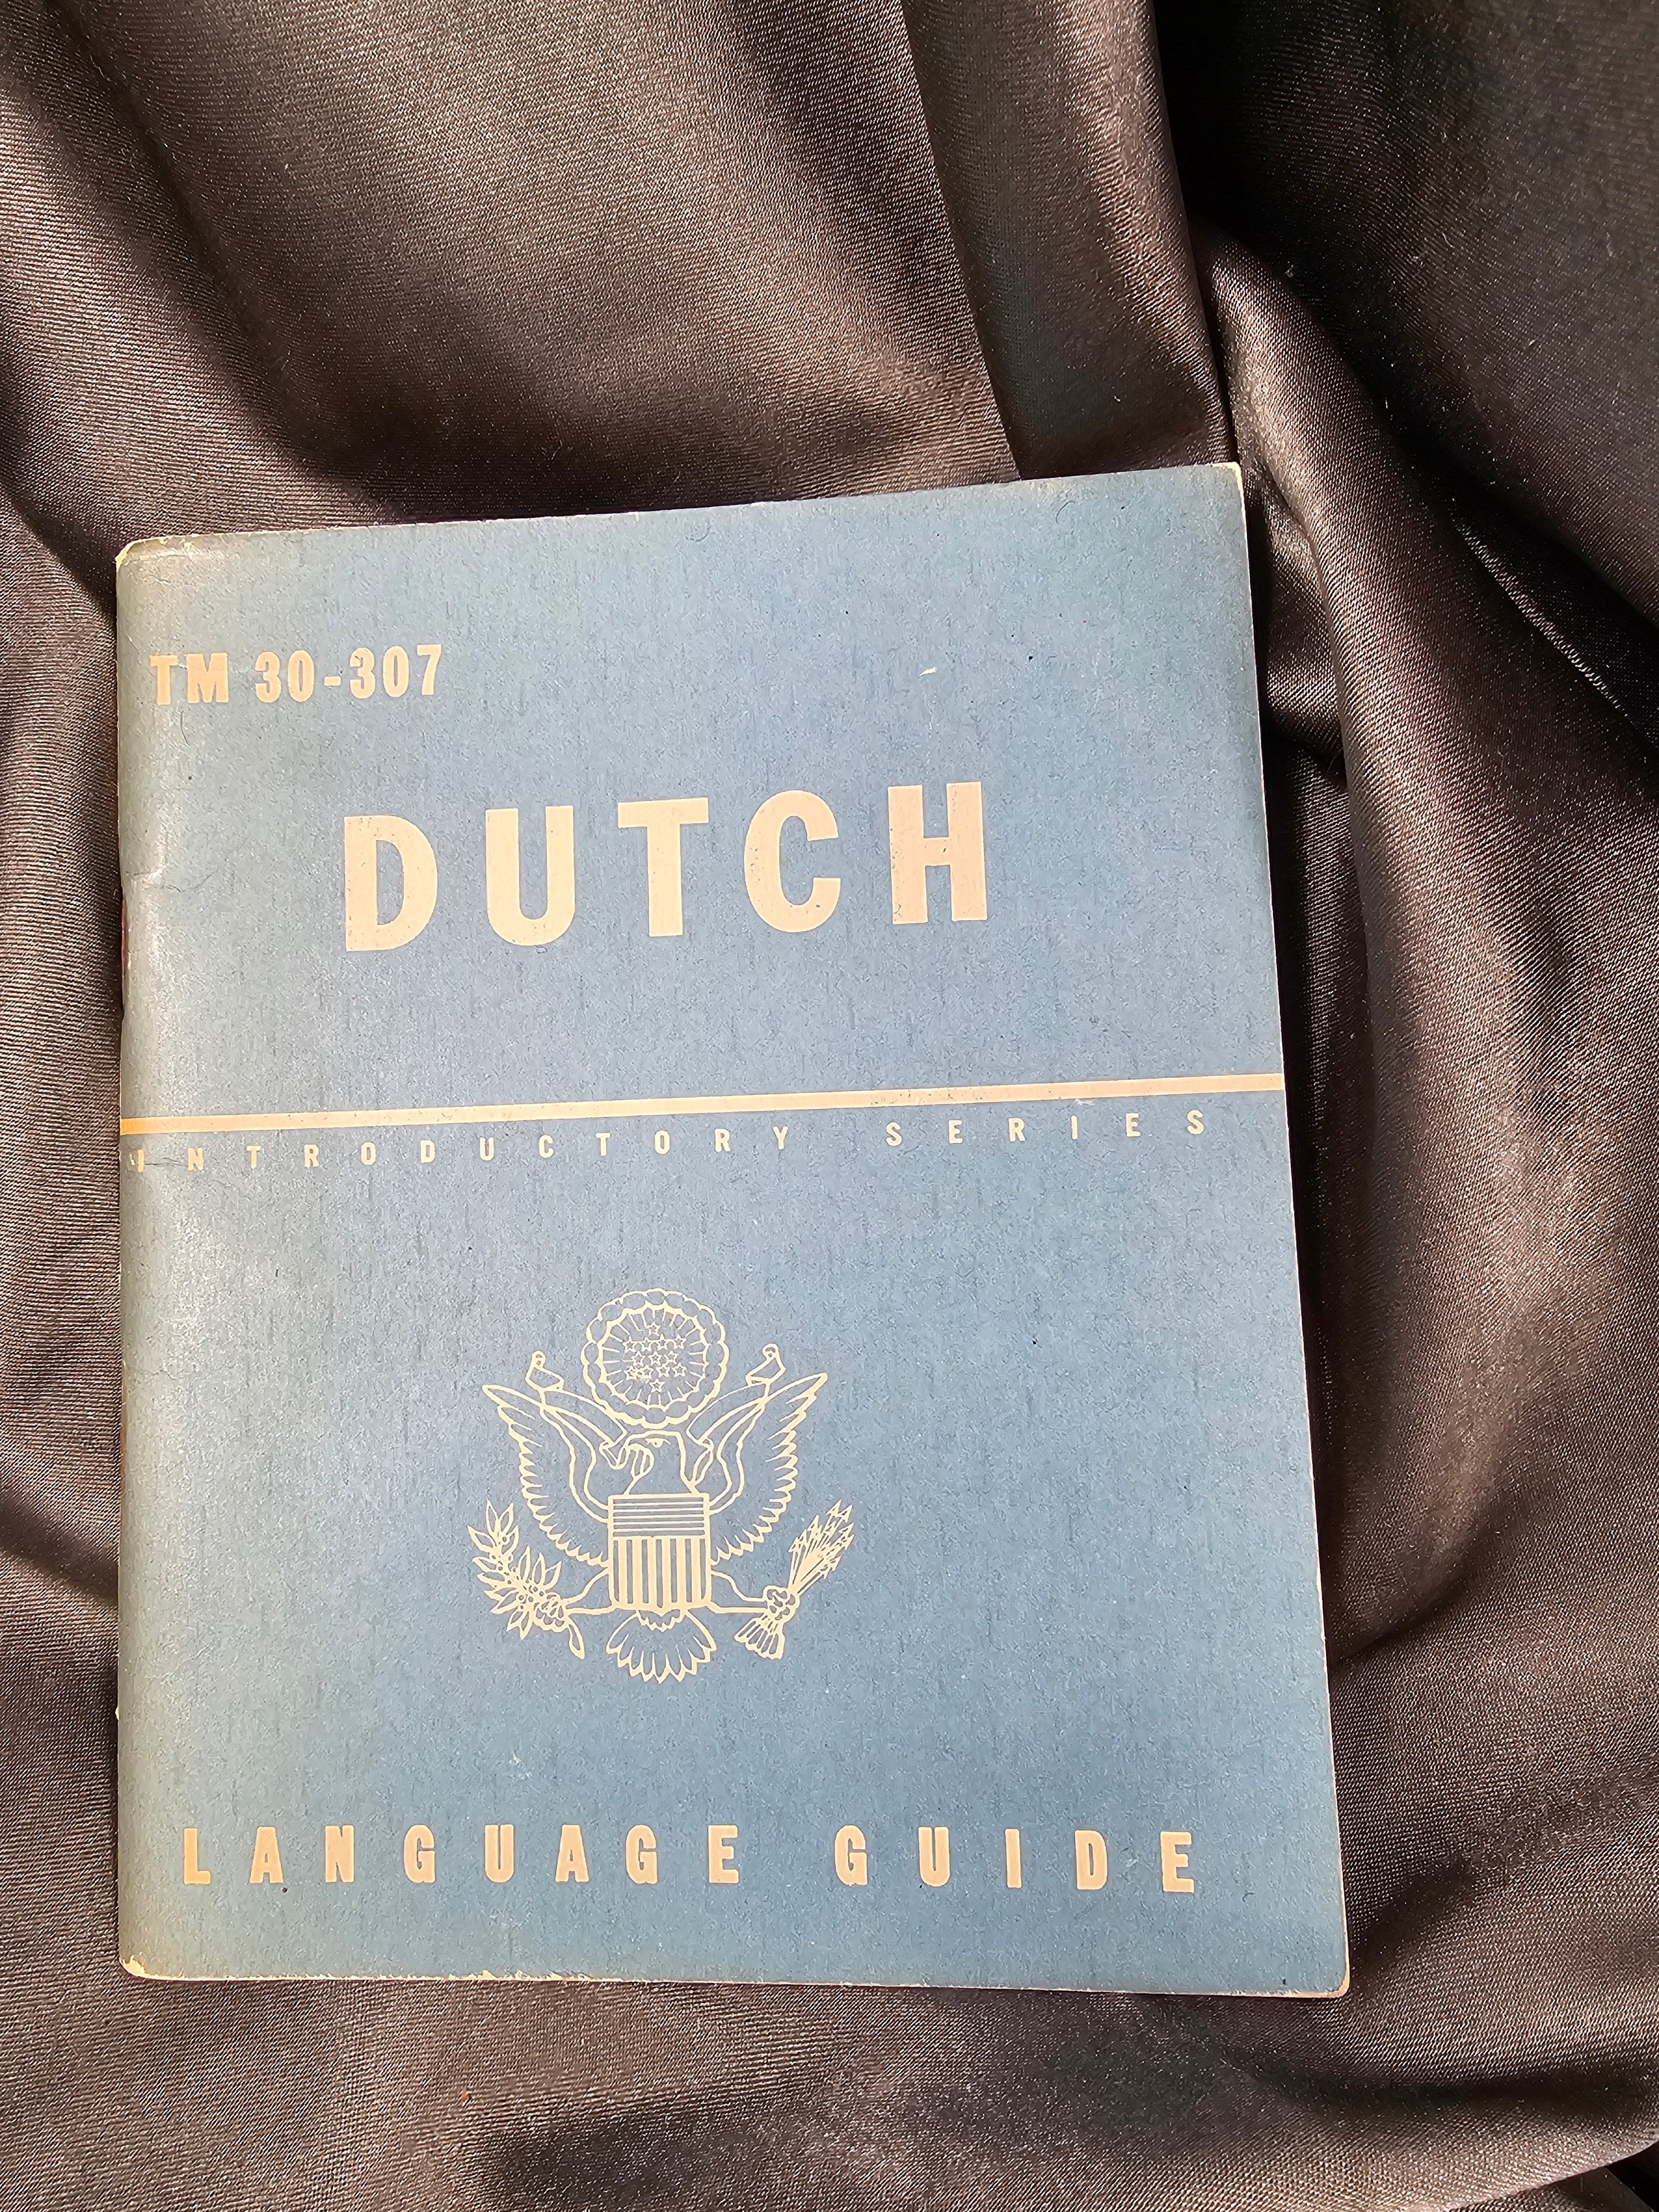 TM 30-307
DUTCH
INTRODUCTORY SERIES
LANGUAGE GUIDE